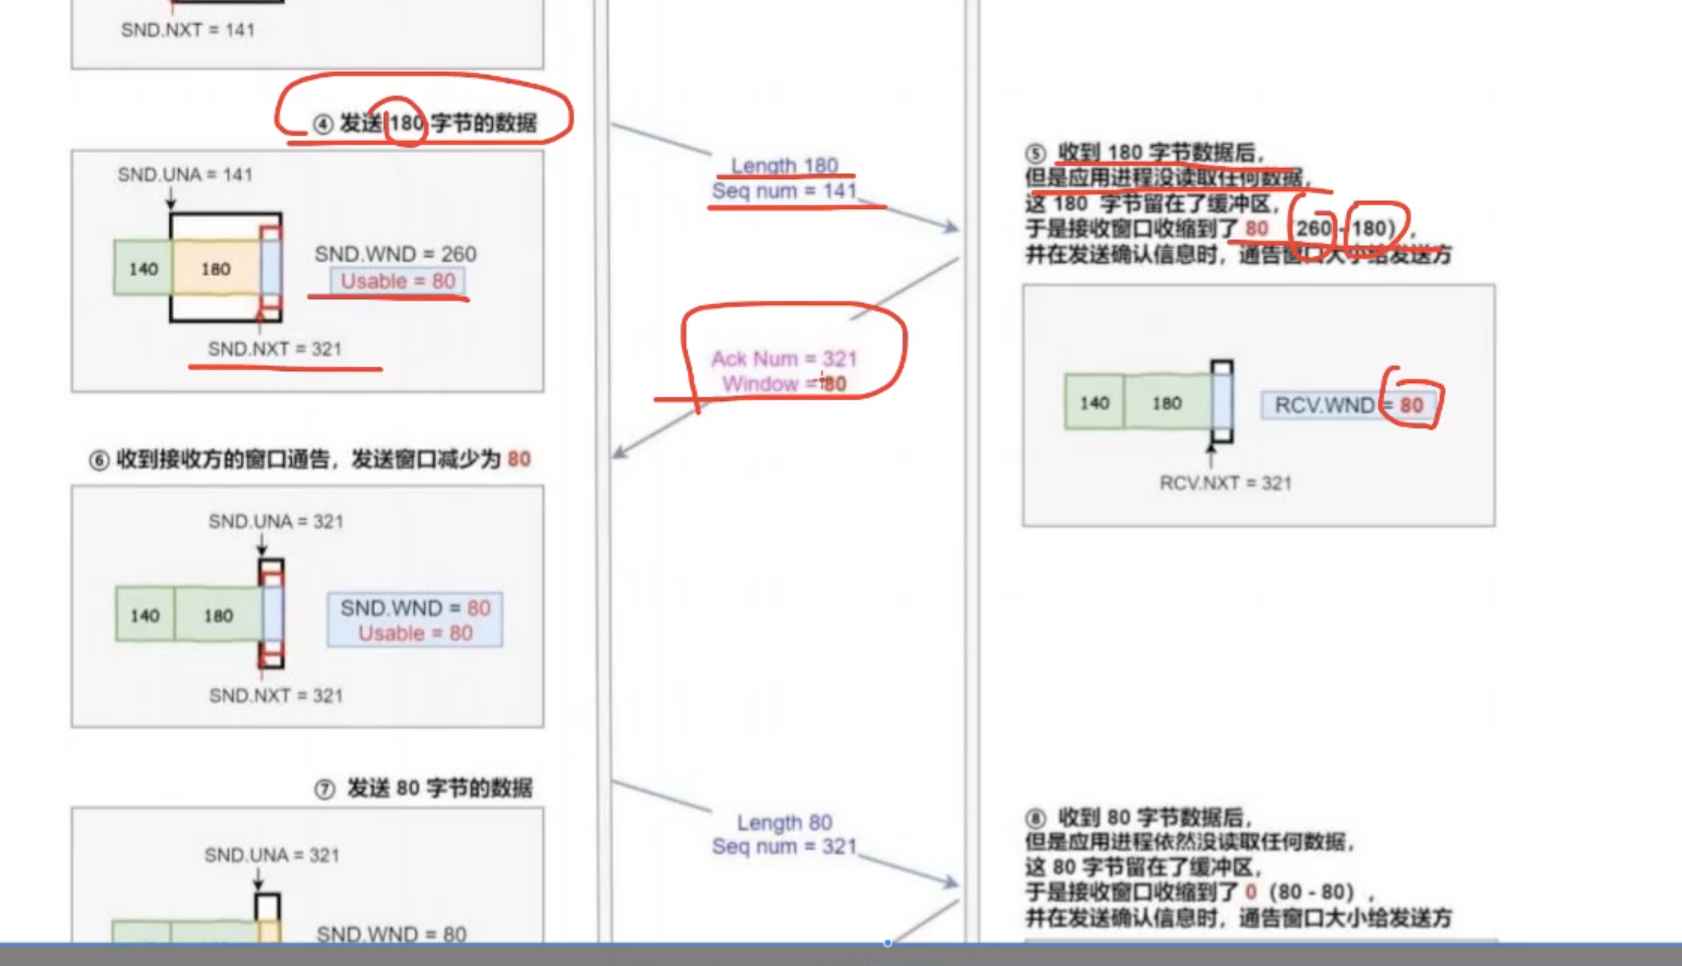 SND.NXT = 141
④ 发送 180 字节的数据
SND.UNA = 141
140
180
SND.WND = 260
Usable = 80
SND.NXT = 321
Length 180
Seq num = 141
⑤ 收到 180 字节数据后，
但是应用进程没读取任何数据，
这 180 字节留在了缓冲区，
于是接收窗口收缩到了 80 （260 - 180），
并在发送确认信息时，通告窗口大小给发送方
Ack Num = 321
Window = 80
140
180
RCV.WND = 80
RCV.NXT = 321
⑥ 收到接收方的窗口通告，发送窗口减少为 80
SND.UNA = 321
140
180
SND.WND = 80
Usable = 80
SND.NXT = 321
⑦ 发送 80 字节的数据
SND.UNA = 321
SND.WND = 80
Length 80
Seq num = 321
⑧ 收到 80 字节数据后，
但是应用进程依然没读取任何数据，
这 80 字节留在了缓冲区，
于是接收窗口收缩到了 0（80 - 80），
并在发送确认信息时，通告窗口大小给发送方